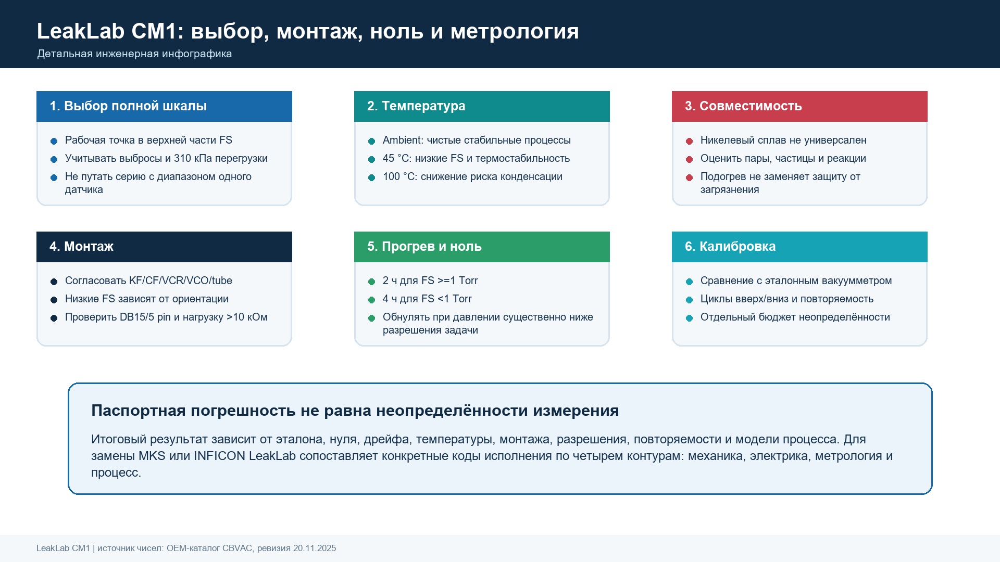 LeakLab CM1: выбор, монтаж, ноль и метрология
Детальная инженерная инфографика
1. Выбор полной шкалы
Рабочая точка в верхней части FS
Учитывать выбросы и 310 кПа перегрузки
Не путать серию с диапазоном одного
датчика
2. Температура
Ambient: чистые стабильные процессы
45 °C: низкие FS и термостабильность
100 °C: снижение риска конденсации
3. Совместимость
Никелевый сплав не универсален
Оценить пары, частицы и реакции
Подогрев не заменяет защиту от
загрязнения
4. Монтаж
Согласовать KF/CF/VCR/VCO/tube
Низкие FS зависят от ориентации
Проверить DB15/5 pin и нагрузку >10 кОм
5. Прогрев и ноль
2 ч для FS >=1 Torr
4 ч для FS <1 Torr
Обнулять при давлении существенно ниже
разрешения задачи
6. Калибровка
Сравнение с эталонным вакуумметром
Циклы вверх/вниз и повторяемость
Отдельный бюджет неопределённости
Паспортная погрешность не равна неопределённости измерения
Итоговый результат зависит от эталона, нуля, дрейфа, температуры, монтажа, разрешения, повторяемости и модели процесса. Для
замены MKS или INFICON LeakLab сопоставляет конкретные коды исполнения по четырем контурам: механика, электрика, метрология и
процесс.
LeakLab CM1 | источник чисел: OEM-каталог CBVAC, ревизия 20.11.2025